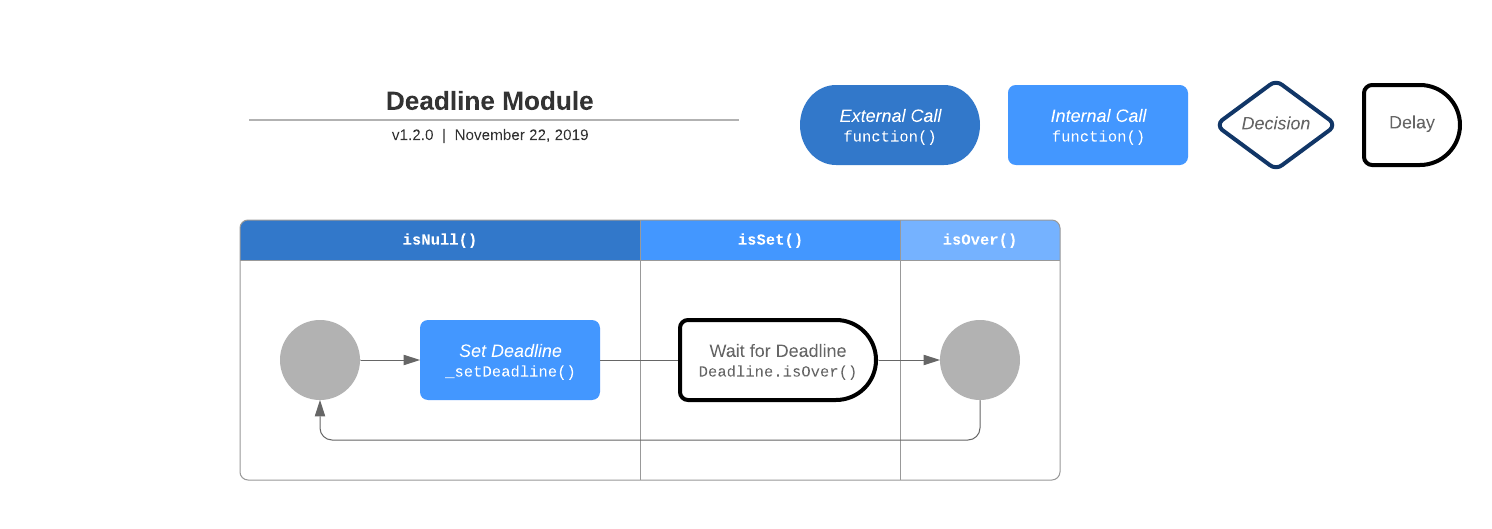 Deadline Module
v1.2.0 | November 22, 2019
External Call
function()
Internal Call
function()
Decision
Delay
isNull()
isSet()
isOver()
Set Deadline
_setDeadline()
Wait for Deadline
Deadline.isOver()